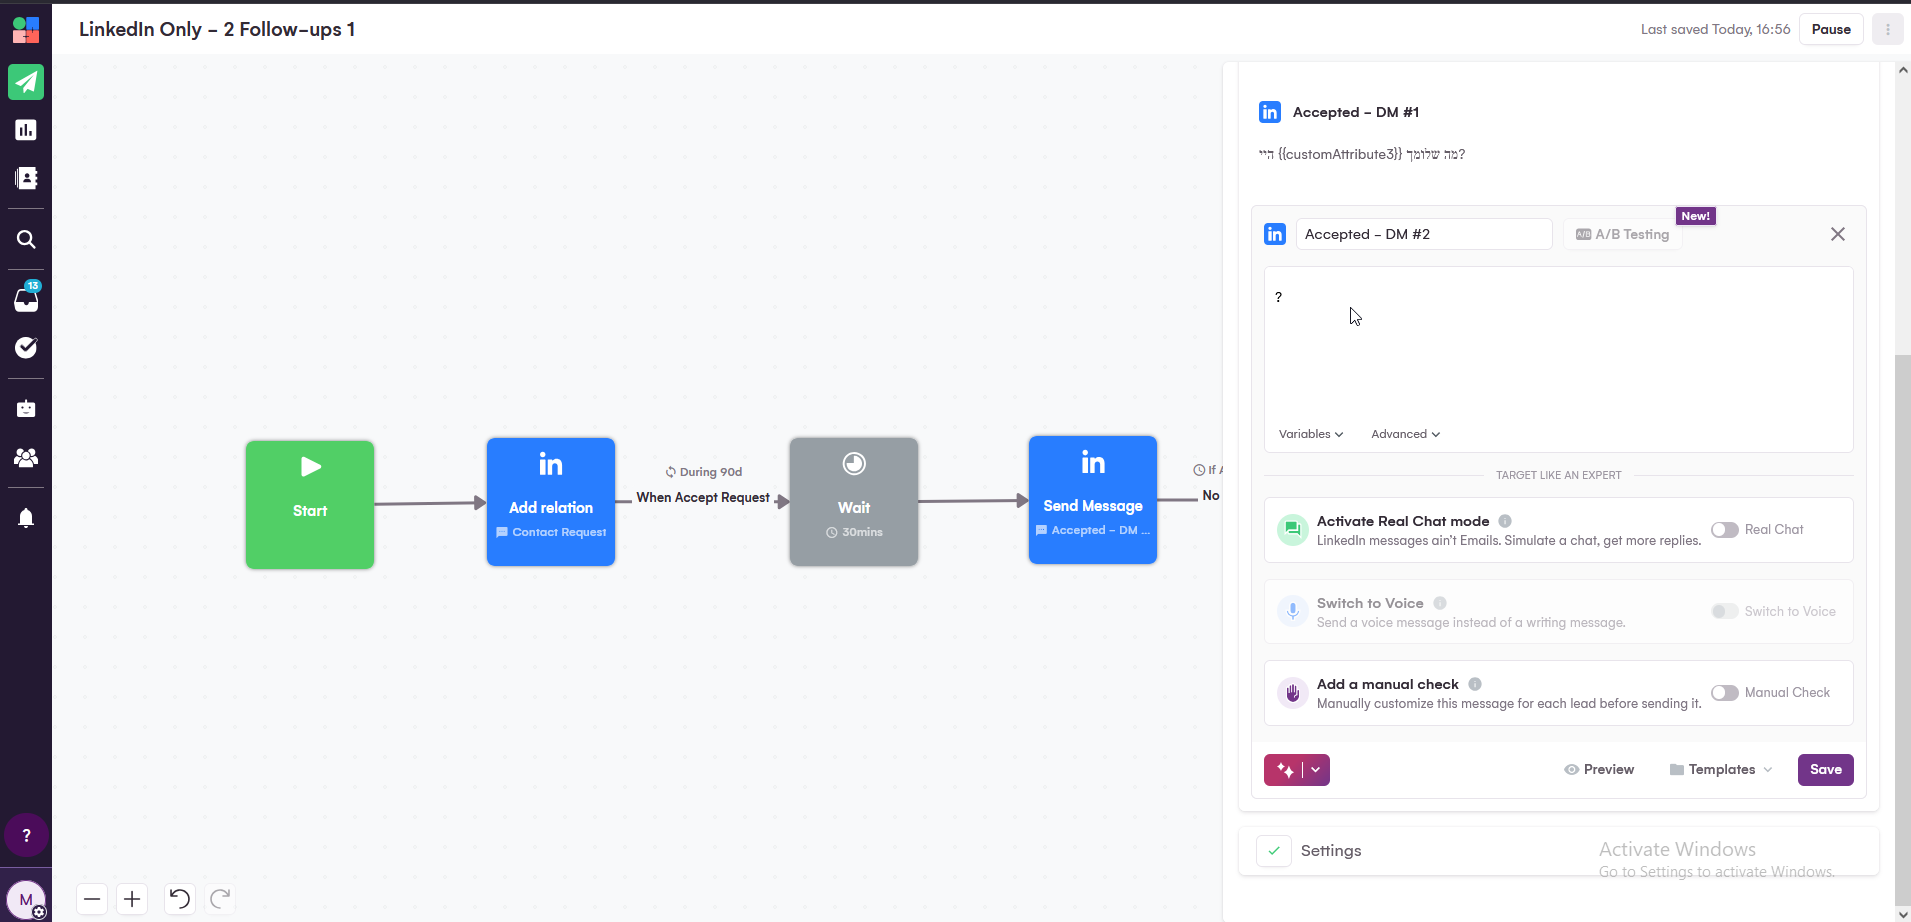 LinkedIn Only - 2 Follow-ups 1
Last saved Today, 16:56
Pause
13
?
M
Start
Add relation
Contact Request
During 90d
When Accept Request
Wait
30mins
Send Message
Accepted - DM ...
If A
No
Accepted - DM #1
היי {{customAttribute3}} מה שלומך?
Accepted - DM #2
A/B A/B Testing
New!
?
Variables
Advanced
TARGET LIKE AN EXPERT
Activate Real Chat mode
LinkedIn messages ain't Emails. Simulate a chat, get more replies.
Real Chat
Switch to Voice
Send a voice message instead of a writing message.
Switch to Voice
Add a manual check
Manually customize this message for each lead before sending it.
Manual Check
Preview
Templates
Save
Settings
Activate Windows
Go to Settings to activate Windows.